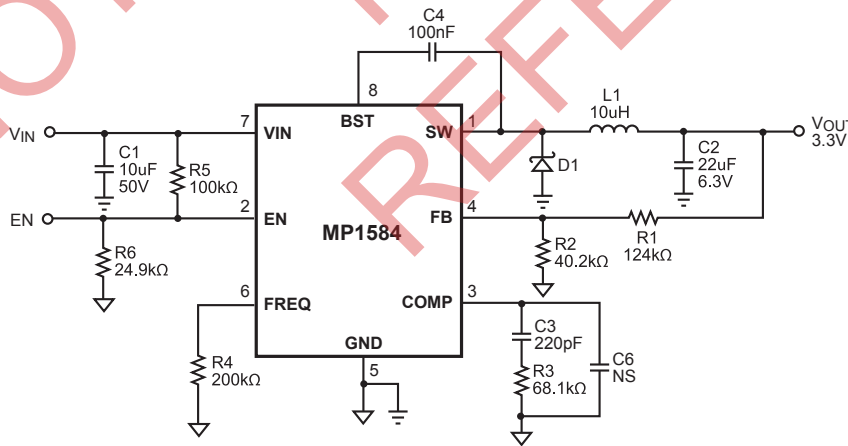 C4
100nF
8
BST
7
VIN
SW
1
L1
10uH
VIN
VOUT
3.3V
C1
10uF
50V
R5
100kΩ
D1
C2
22uF
6.3V
EN
2
EN
FB
4
MP1584
R2
40.2kΩ
R1
124kΩ
R6
24.9kΩ
6
FREQ
COMP
3
GND
5
R4
200kΩ
C3
220pF
R3
68.1kΩ
C6
NS
REFE